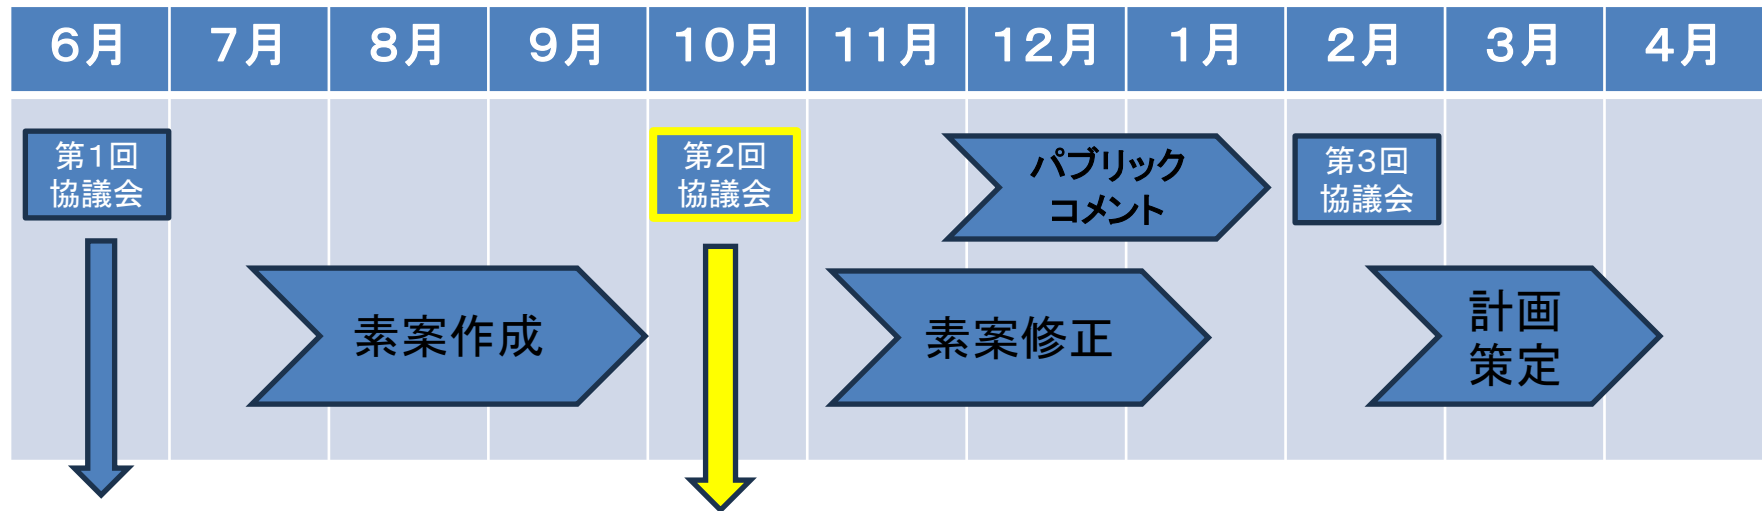 6月 7月 8月 9月 10月 11月 12月 1月 2月 3月 4月
第1回
協議会
第2回
協議会
パブリック
コメント
第3回
協議会
素案作成
素案修正
計画
策定